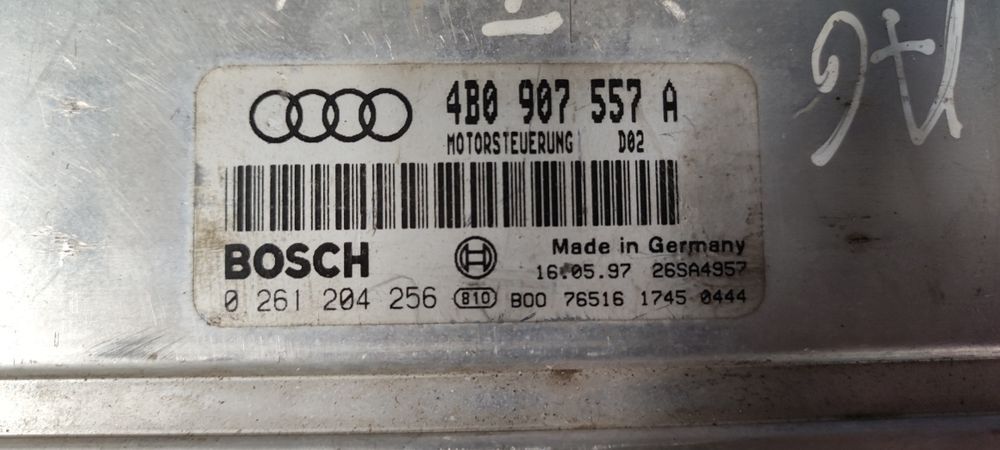 4B0 907 557 A
MOTORSTEUERUNG D02
BOSCH
Made in Germany
16.05.97 26SA4957
0 261 204 256 810 B00 76516 1745 0444